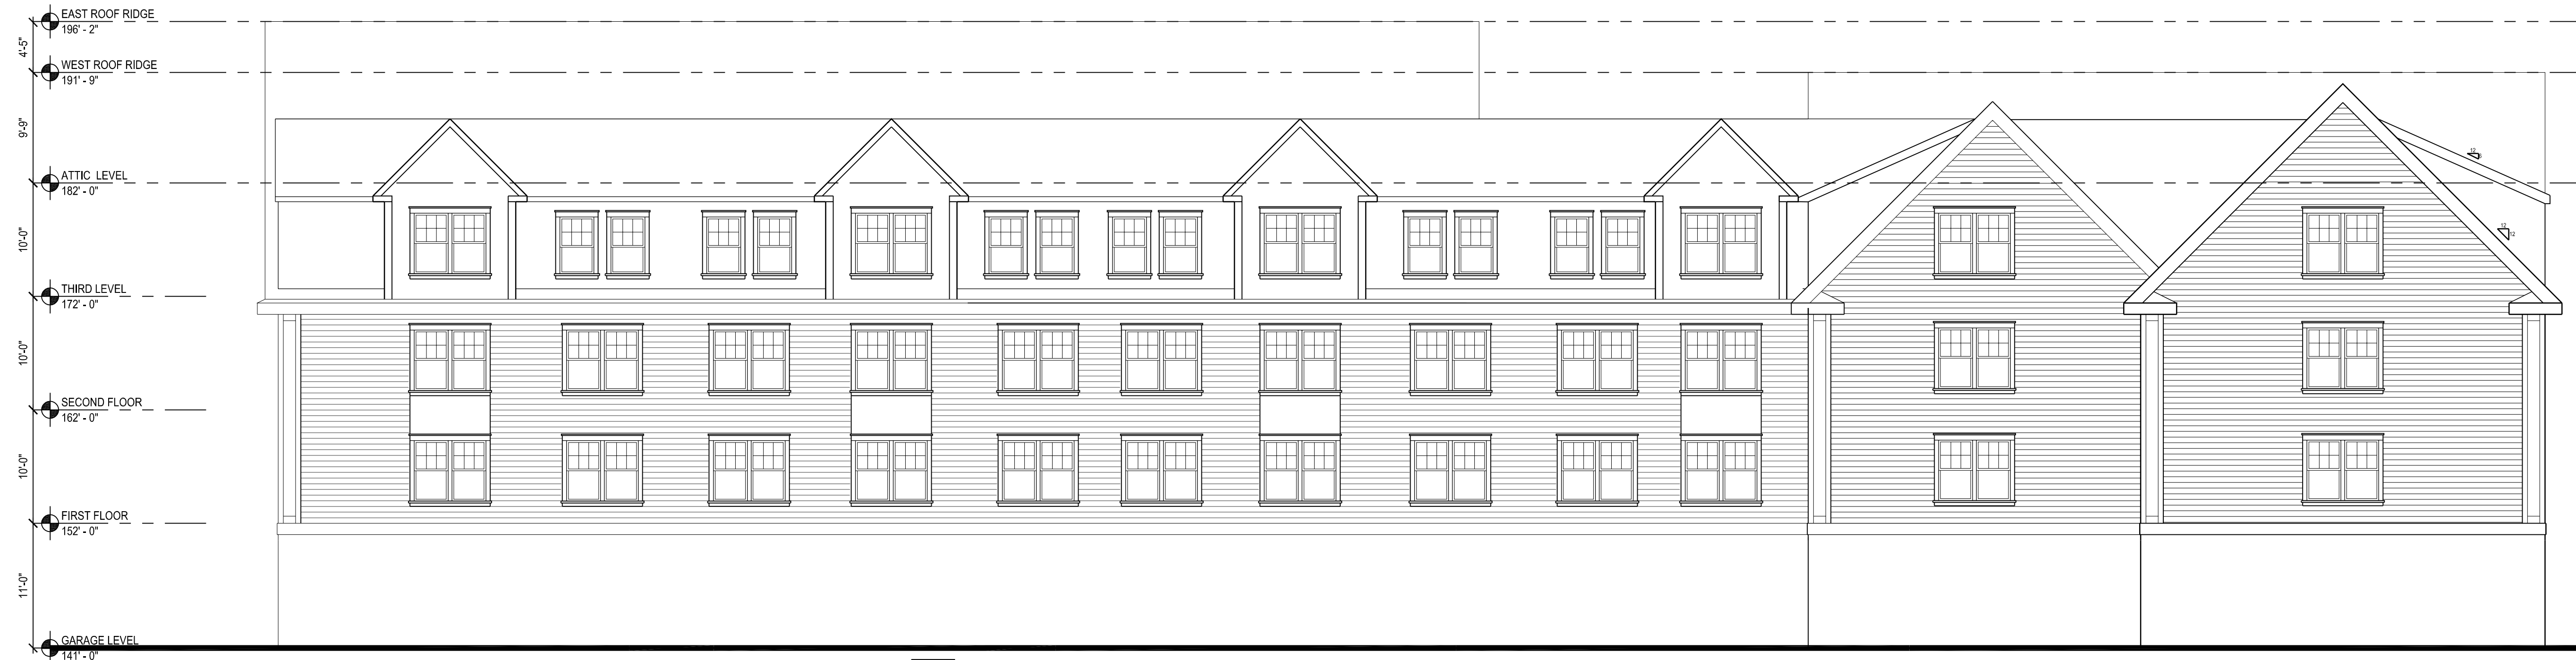 EAST ROOF RIDGE
196' - 2"
4'-5"
WEST ROOF RIDGE
191' - 9"
9'-9"
ATTIC LEVEL
182' - 0"
10'-0"
THIRD LEVEL
172' - 0"
10'-0"
SECOND FLOOR
162' - 0"
10'-0"
FIRST FLOOR
152' - 0"
11'-0"
GARAGE LEVEL
141' - 0"
12
12
12